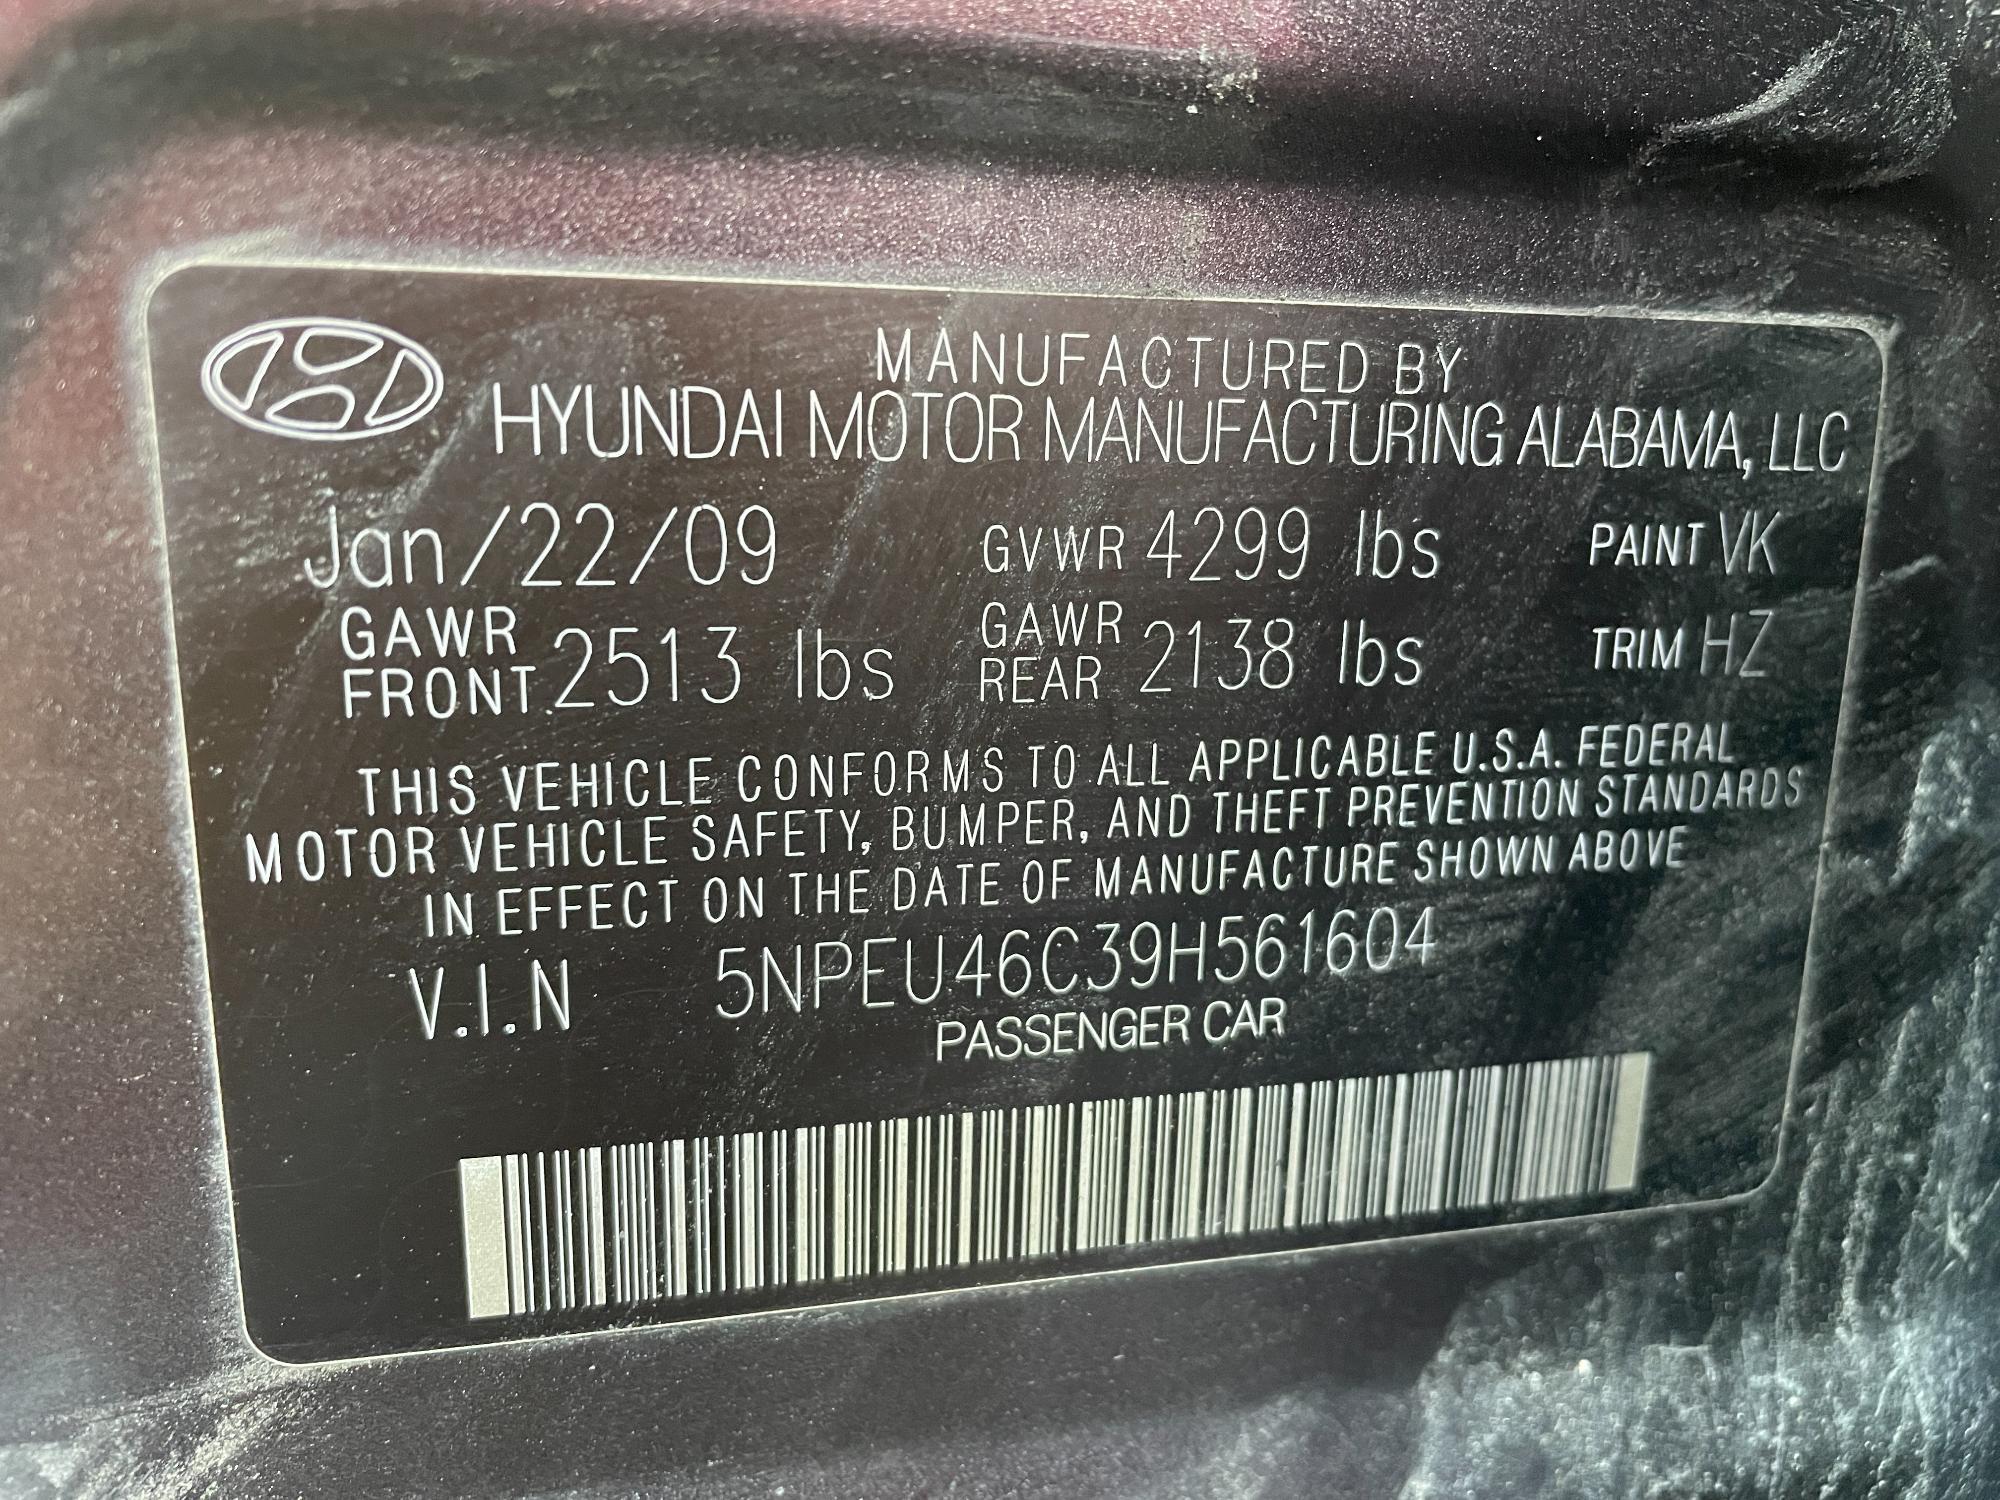 MANUFACTURED BY
HYUNDAI MOTOR MANUFACTURING ALABAMA, LLC
Jan/22/09 GVWR 4299 lbs PAINT VK
GAWR FRONT 2513 lbs GAWR REAR 2138 lbs TRIM HZ
THIS VEHICLE CONFORMS TO ALL APPLICABLE U.S.A. FEDERAL
MOTOR VEHICLE SAFETY, BUMPER, AND THEFT PREVENTION STANDARDS
IN EFFECT ON THE DATE OF MANUFACTURE SHOWN ABOVE
V.I.N 5NPEU46C39H561604
PASSENGER CAR